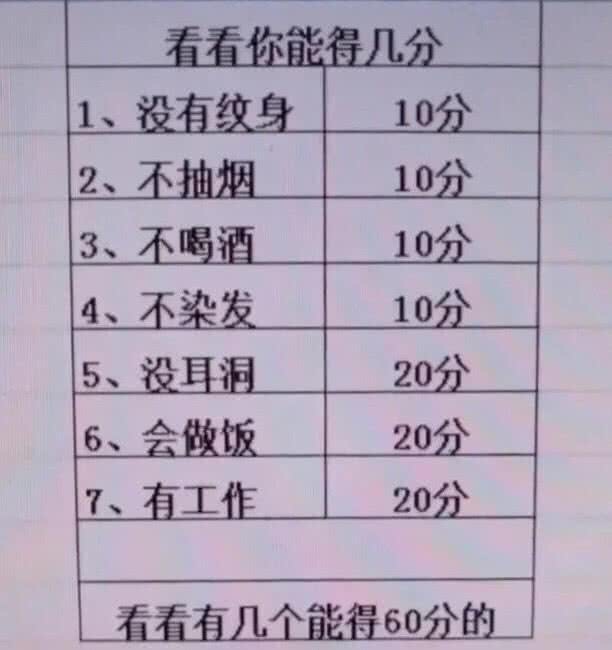 看看你能得几分
1、没有纹身 10分
2、不抽烟 10分
3、不喝酒 10分
4、不染发 10分
5、没耳洞 20分
6、会做饭 20分
7、有工作 20分
看看有几个能得60分的